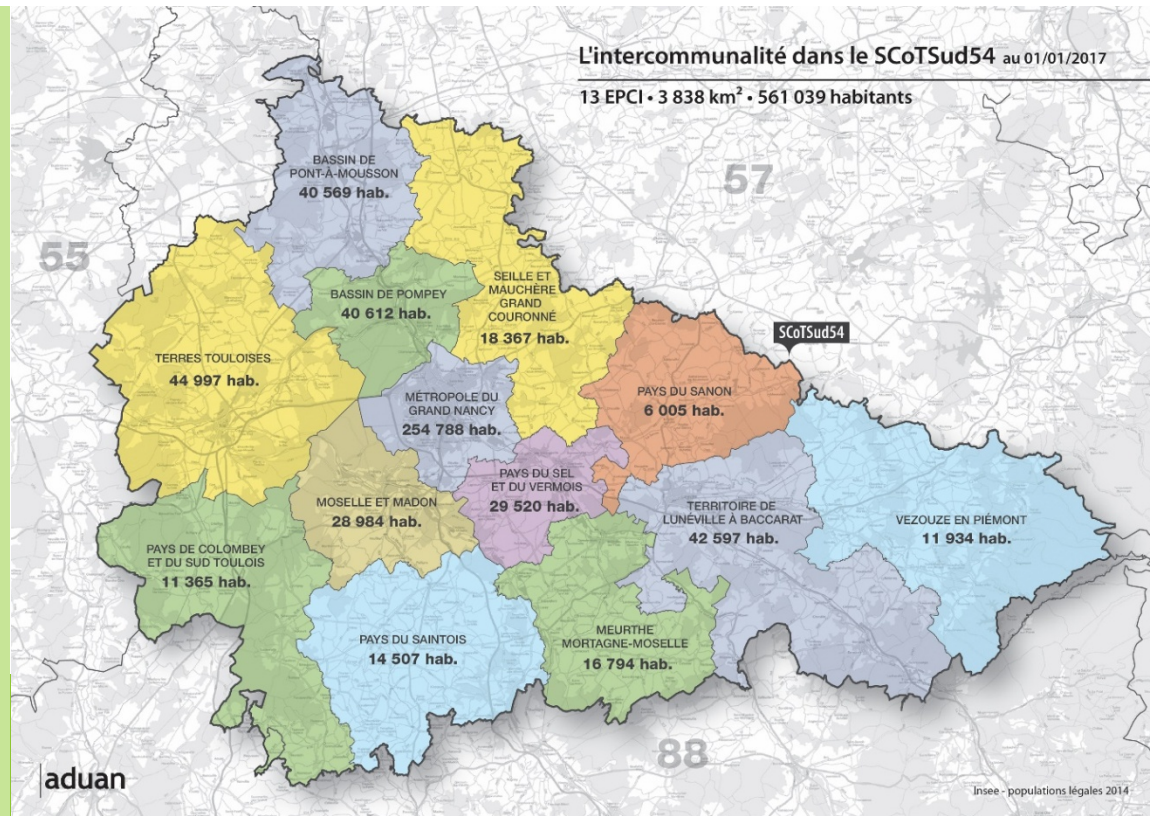 L'intercommunalité dans le SCoTSud54 au 01/01/2017
13 EPCI • 3 838 km² • 561 039 habitants
57
55
88
BASSIN DE
PONT-À-MOUSSON
40 569 hab.
SEILLE ET
MAUCHÈRE
GRAND
COURONNÉ
18 367 hab.
BASSIN DE POMPEY
40 612 hab.
SCoTSud54
TERRES TOULOISES
44 997 hab.
MÉTROPOLE DU
GRAND NANCY
254 788 hab.
PAYS DU SANON
6 005 hab.
PAYS DU SEL
ET DU VERMOIS
29 520 hab.
MOSELLE ET MADON
28 984 hab.
TERRITOIRE DE
LUNÉVILLE À BACCARAT
42 597 hab.
VEZOUZE EN PIÉMONT
11 934 hab.
PAYS DE COLOMBEY
ET DU SUD TOULOIS
11 365 hab.
PAYS DU SAINTOIS
14 507 hab.
MEURTHE
MORTAGNE-MOSELLE
16 794 hab.
aduan
Insee - populations légales 2014